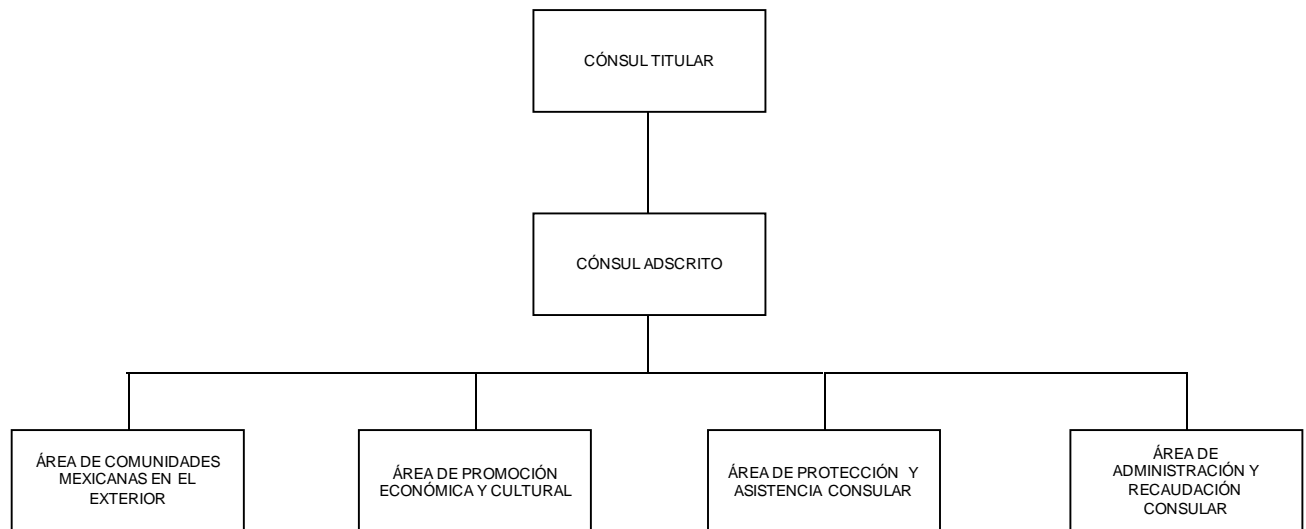 CÓNSUL TITULAR
CÓNSUL ADSCRITO
ÁREA DE COMUNIDADES
MEXICANAS EN EL
EXTERIOR
ÁREA DE PROMOCIÓN
ECONÓMICA Y CULTURAL
ÁREA DE PROTECCIÓN Y
ASISTENCIA CONSULAR
ÁREA DE
ADMINISTRACIÓN Y
RECAUDACIÓN
CONSULAR